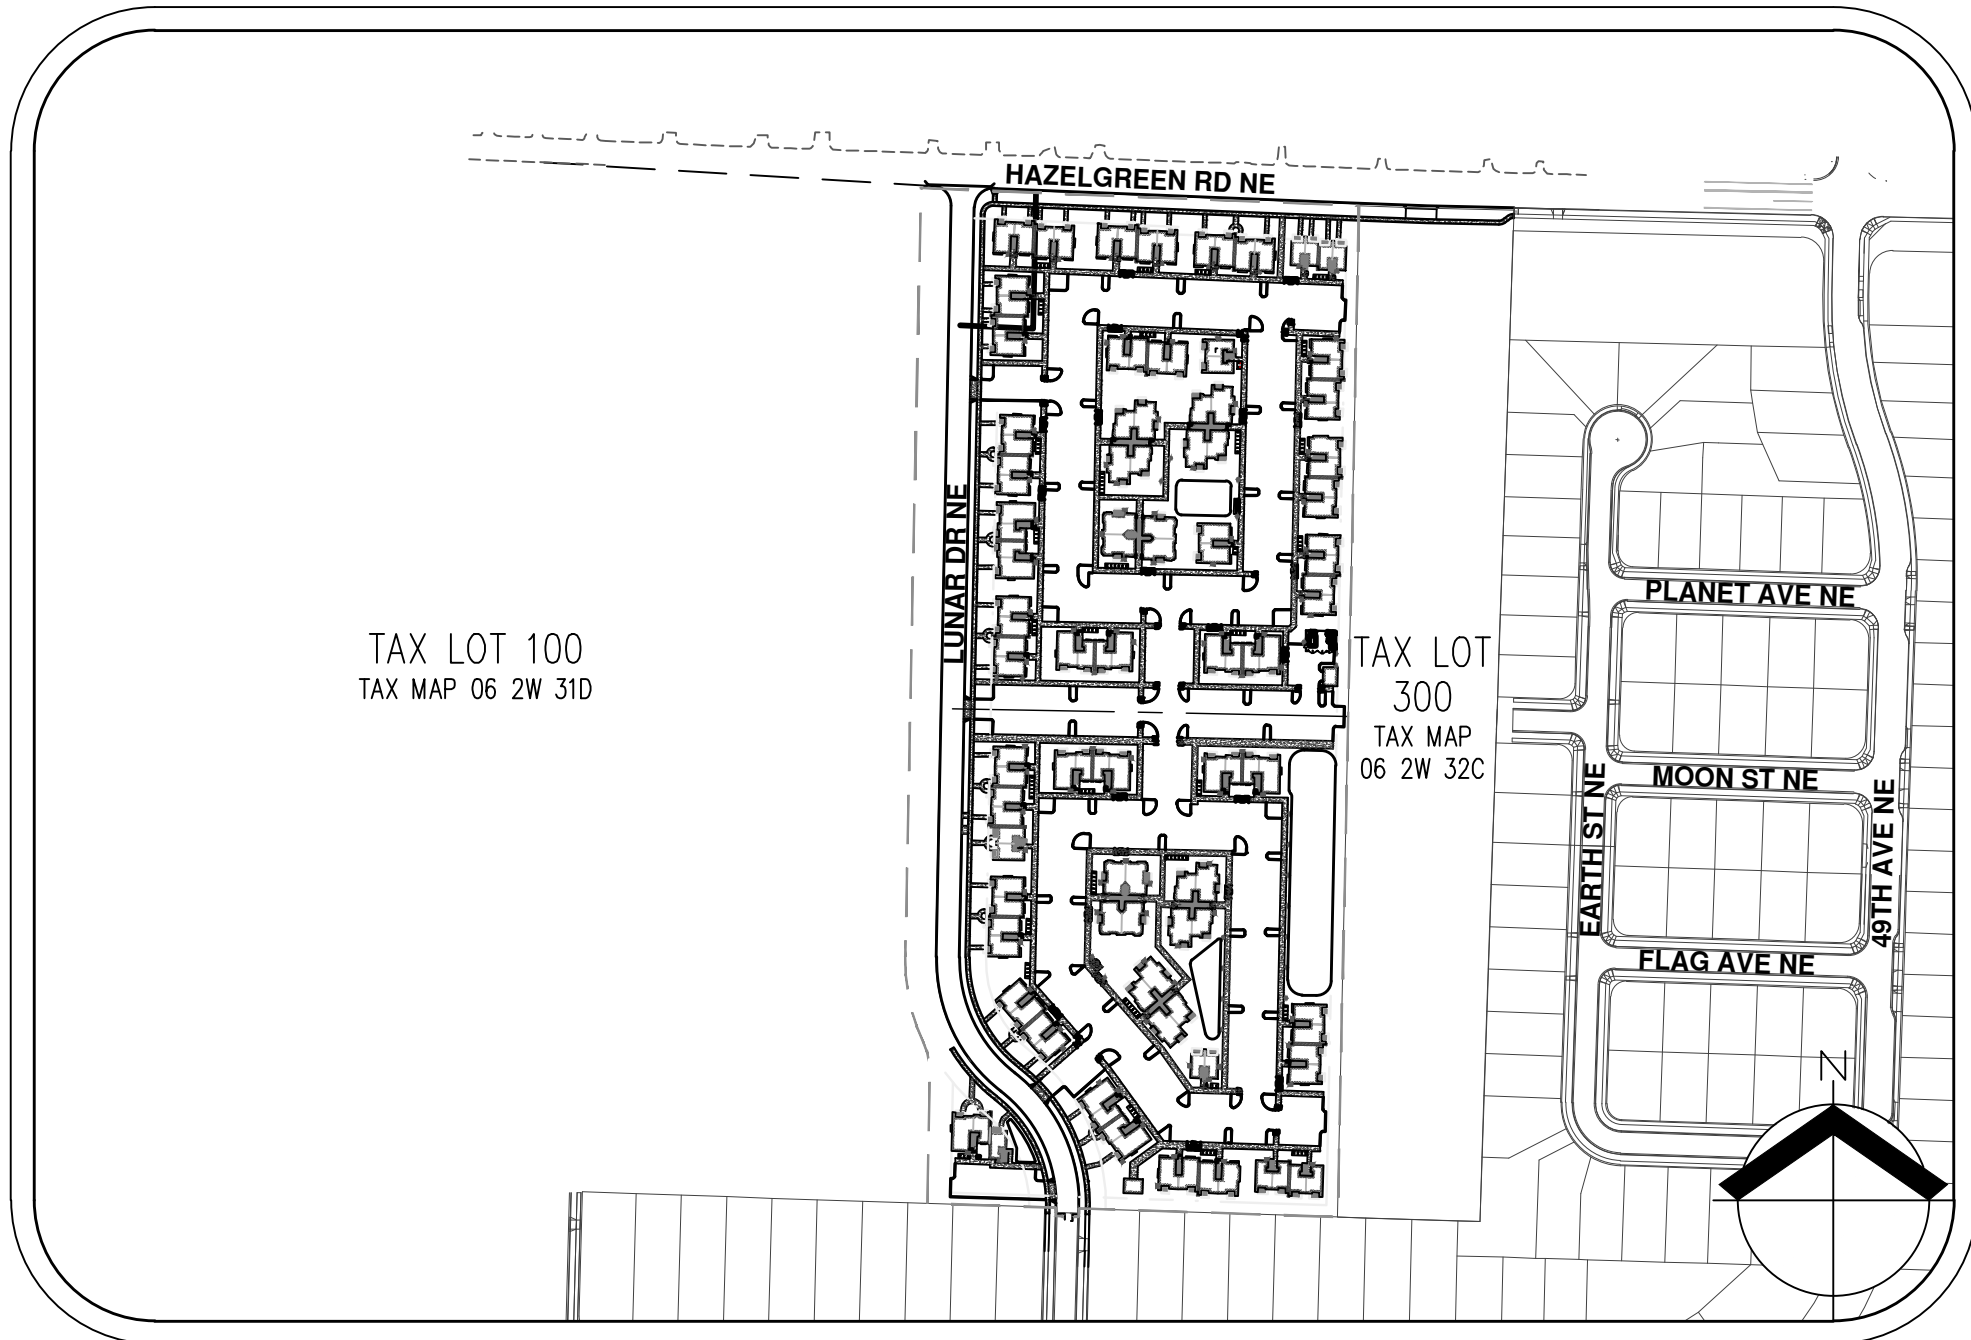 HAZELGREEN RD NE
LUNAR DR NE
TAX LOT 100
TAX MAP 06 2W 31D
TAX LOT
300
TAX MAP
06 2W 32C
PLANET AVE NE
MOON ST NE
EARTH ST NE
49TH AVE NE
FLAG AVE NE
N